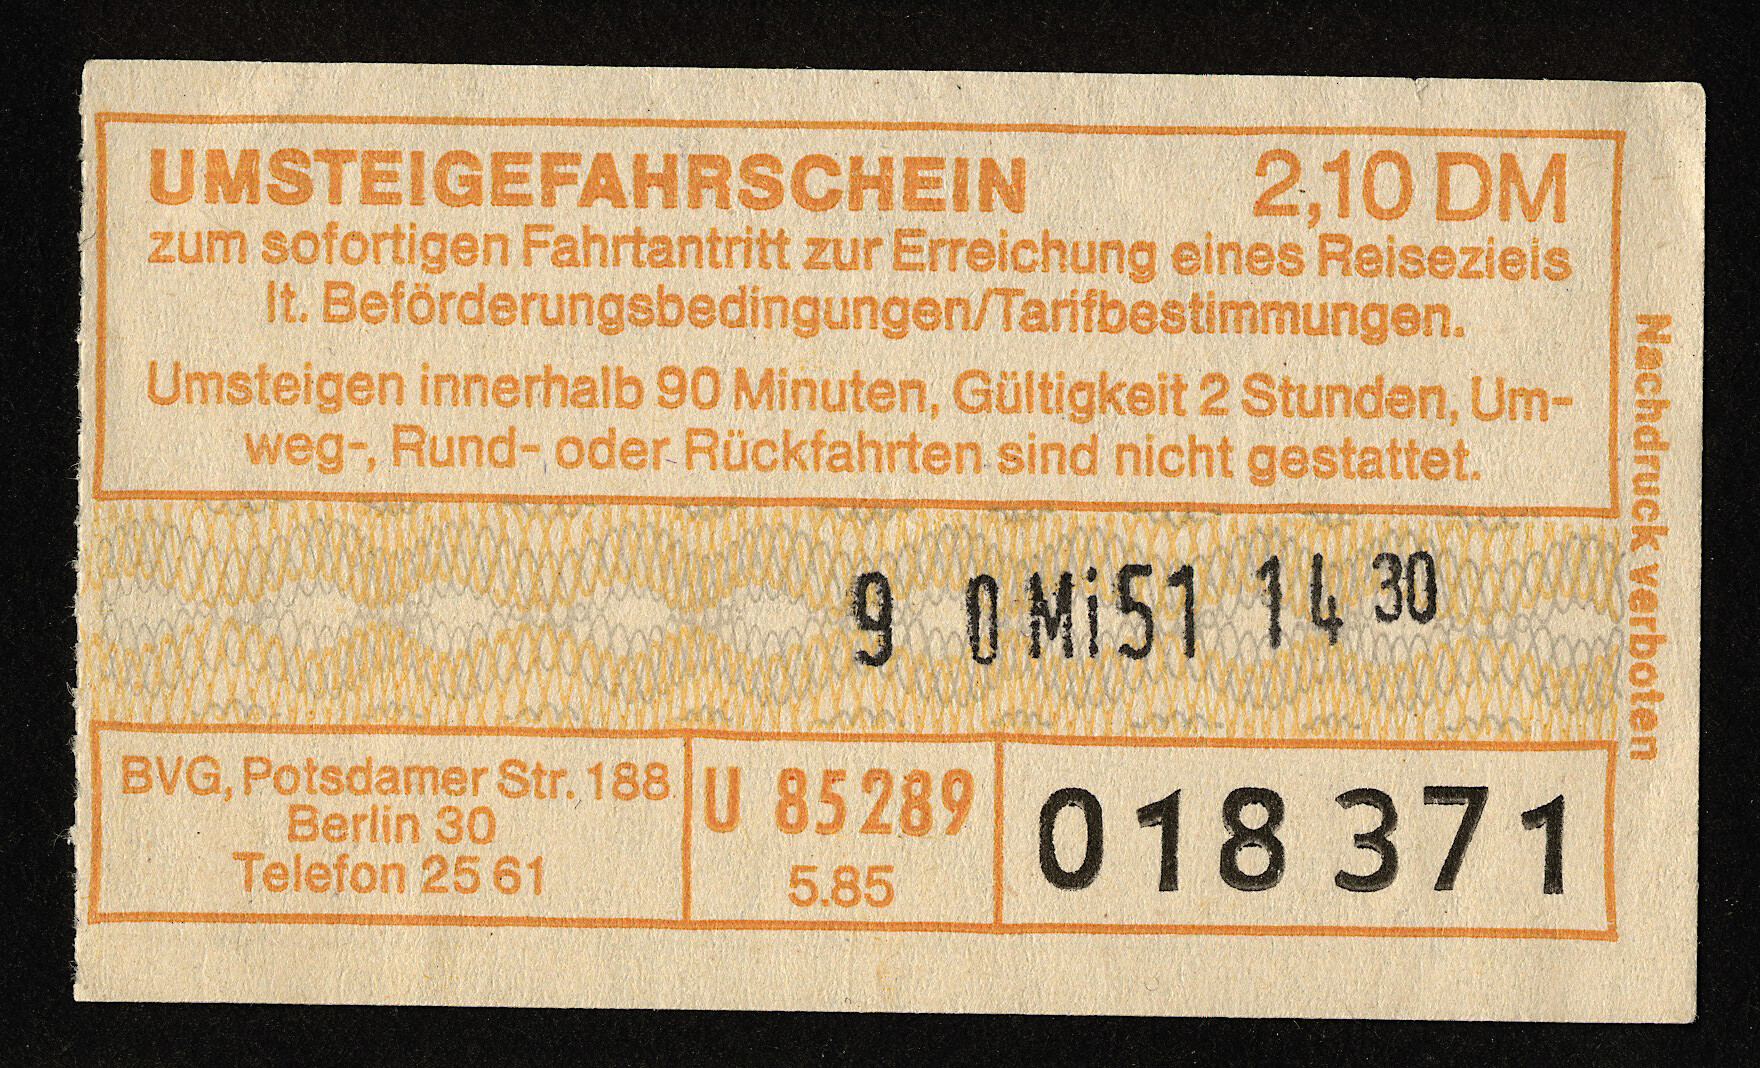 UMSTEIGEFAHRSCHEIN 2,10 DM
zum sofortigen Fahrtantritt zur Erreichung eines Reiseziels
lt. Beförderungsbedingungen/Tarifbestimmungen.
Umsteigen innerhalb 90 Minuten, Gültigkeit 2 Stunden, Um-
weg-, Rund- oder Rückfahrten sind nicht gestattet.
9 0 Mi 51 14 30
BVG, Potsdamer Str. 188
Berlin 30
Telefon 25 61
U 85289
5.85
018 371
Nachdruck verboten